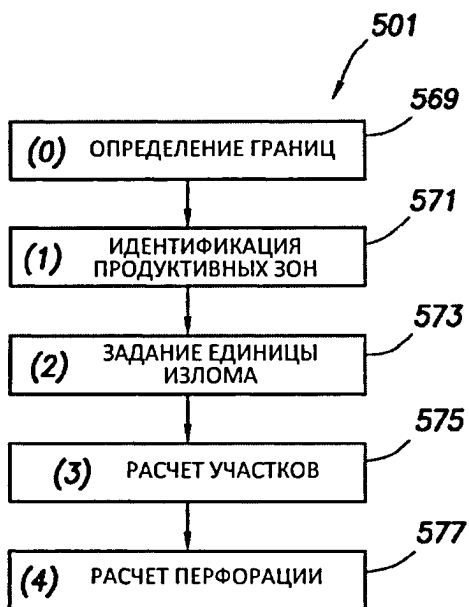 501
569
(0) ОПРЕДЕЛЕНИЕ ГРАНИЦ
571
(1) ИДЕНТИФИКАЦИЯ
ПРОДУКТИВНЫХ ЗОН
573
(2) ЗАДАНИЕ ЕДИНИЦЫ
ИЗЛОМА
575
(3) РАСЧЕТ УЧАСТКОВ
577
(4) РАСЧЕТ ПЕРФОРАЦИИ